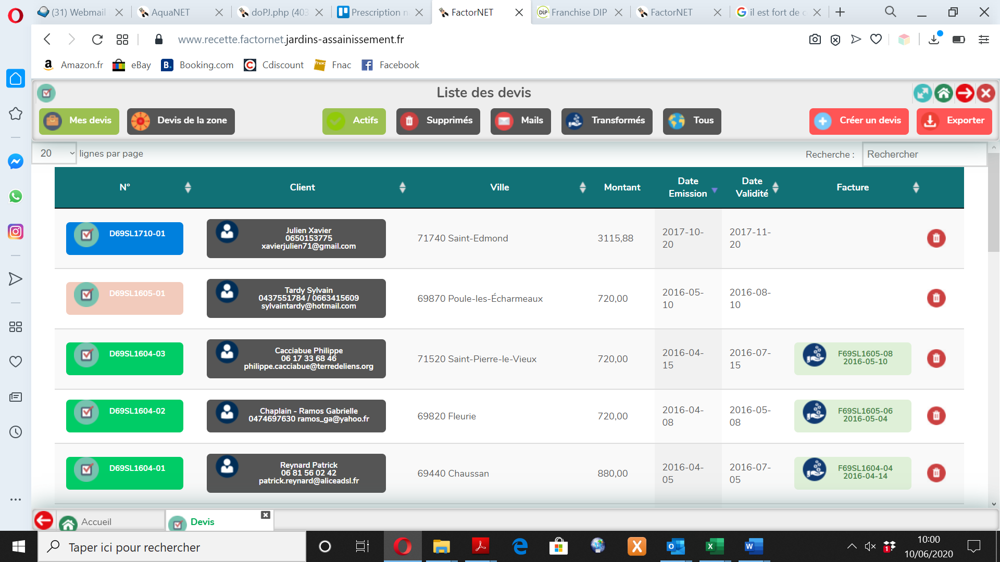 (31) Webmail
AquaNET
doPJ.php (403
Prescription n
FactorNET
Franchise DIP
FactorNET
il est fort de c
www.recette.factornet.jardins-assainissement.fr
Amazon.fr
eBay
Booking.com
Cdiscount
Fnac
Facebook
Liste des devis
Mes devis
Devis de la zone
Actifs
Supprimés
Mails
Transformés
Tous
Créer un devis
Exporter
20 lignes par page
Recherche : Rechercher
N° Client Ville Montant Date Emission Date Validité Facture
D69SL1710-01
Julien Xavier
0650153775
xavierjulien71@gmail.com
71740 Saint-Edmond
3115,88
2017-10-
20
2017-11-
20
D69SL1605-01
Tardy Sylvain
0437551784 / 0663415609
sylvaintardy@hotmail.com
69870 Poule-les-Écharmeaux
720,00
2016-05-
10
2016-08-
10
D69SL1604-03
Cacciabue Philippe
06 17 33 68 46
philippe.cacciabue@terredeliens.org
71520 Saint-Pierre-le-Vieux
720,00
2016-04-
15
2016-07-
15
F69SL1605-08
2016-05-10
D69SL1604-02
Chaplain - Ramos Gabrielle
0474697630 ramos_ga@yahoo.fr
69820 Fleurie
720,00
2016-04-
08
2016-05-
08
F69SL1605-06
2016-05-04
D69SL1604-01
Reynard Patrick
06 81 56 02 42
patrick.reynard@aliceadsl.fr
69440 Chaussan
880,00
2016-04-
05
2016-07-
05
F69SL1604-04
2016-04-14
Accueil
Devis
Taper ici pour rechercher
10:00
10/06/2020